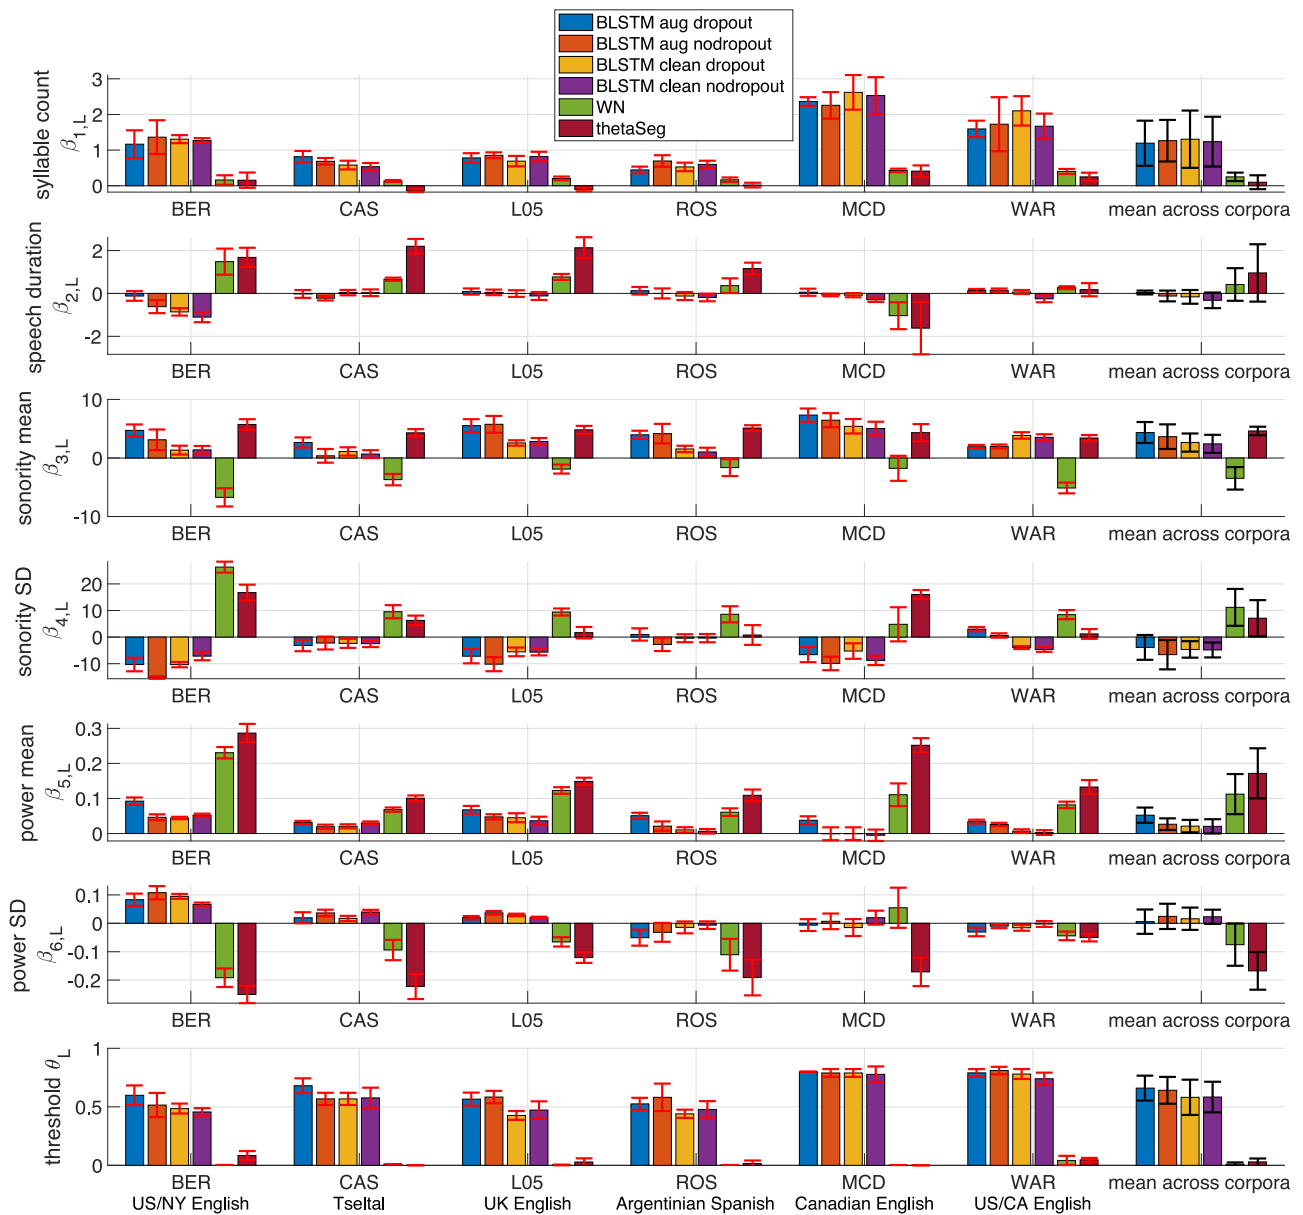 BLSTM aug dropout
BLSTM aug nodropout
BLSTM clean dropout
BLSTM clean nodropout
WN
thetaSeg
syllable count
β1,L
3
2
1
0
BER CAS L05 ROS MCD WAR mean across corpora
speech duration
β2,L
2
0
-2
BER CAS L05 ROS MCD WAR mean across corpora
sonority mean
β3,L
10
0
-10
BER CAS L05 ROS MCD WAR mean across corpora
sonority SD
β4,L
20
10
0
-10
BER CAS L05 ROS MCD WAR mean across corpora
power mean
β5,L
0.3
0.2
0.1
0
BER CAS L05 ROS MCD WAR mean across corpora
power SD
β6,L
0.1
0
-0.1
-0.2
BER CAS L05 ROS MCD WAR mean across corpora
threshold θL
1
0.5
0
BER CAS L05 ROS MCD WAR mean across corpora
US/NY English Tseltal UK English Argentinian Spanish Canadian English US/CA English